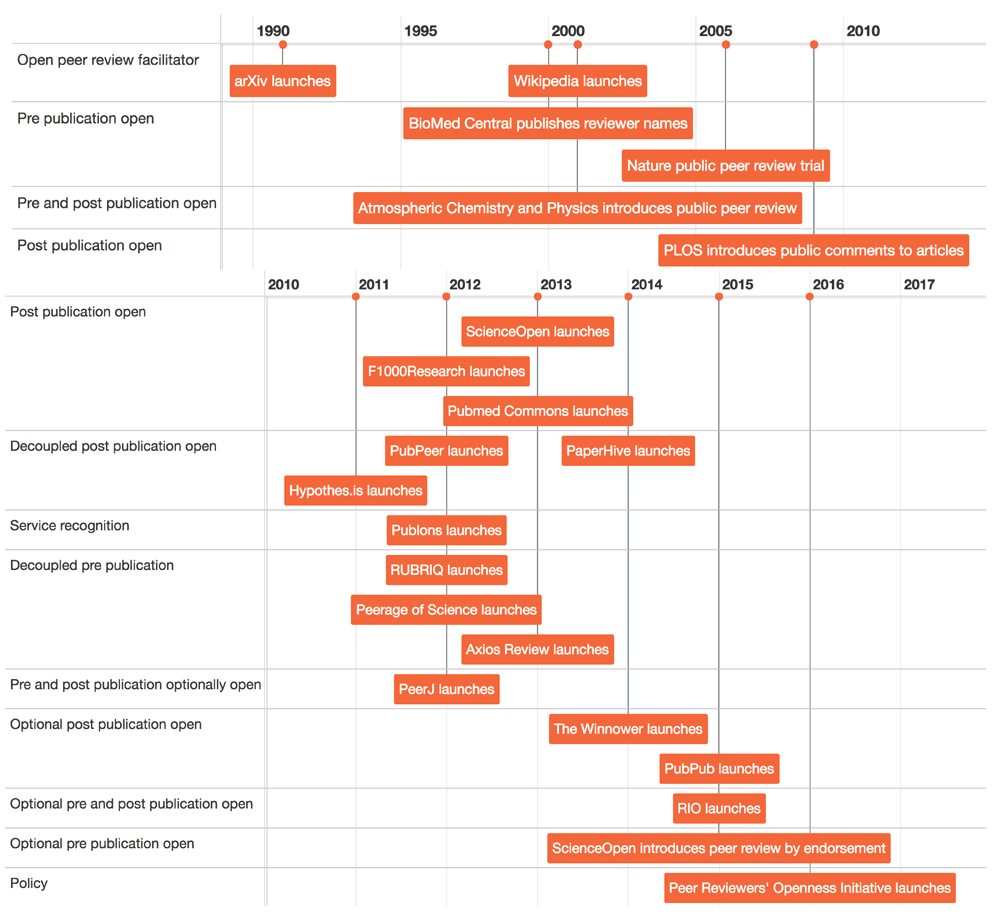 1990 1995 2000 2005 2010
Open peer review facilitator
arXiv launches Wikipedia launches
Pre publication open
BioMed Central publishes reviewer names
Nature public peer review trial
Pre and post publication open
Atmospheric Chemistry and Physics introduces public peer review
Post publication open
PLOS introduces public comments to articles
2010 2011 2012 2013 2014 2015 2016 2017
Post publication open
ScienceOpen launches
F1000Research launches
Pubmed Commons launches
Decoupled post publication open
PubPeer launches PaperHive launches
Hypothes.is launches
Service recognition
Publons launches
Decoupled pre publication
RUBRIQ launches
Peerage of Science launches
Axios Review launches
Pre and post publication optionally open
PeerJ launches
Optional post publication open
The Winnower launches
PubPub launches
Optional pre and post publication open
RIO launches
Optional pre publication open
ScienceOpen introduces peer review by endorsement
Policy
Peer Reviewers' Openness Initiative launches